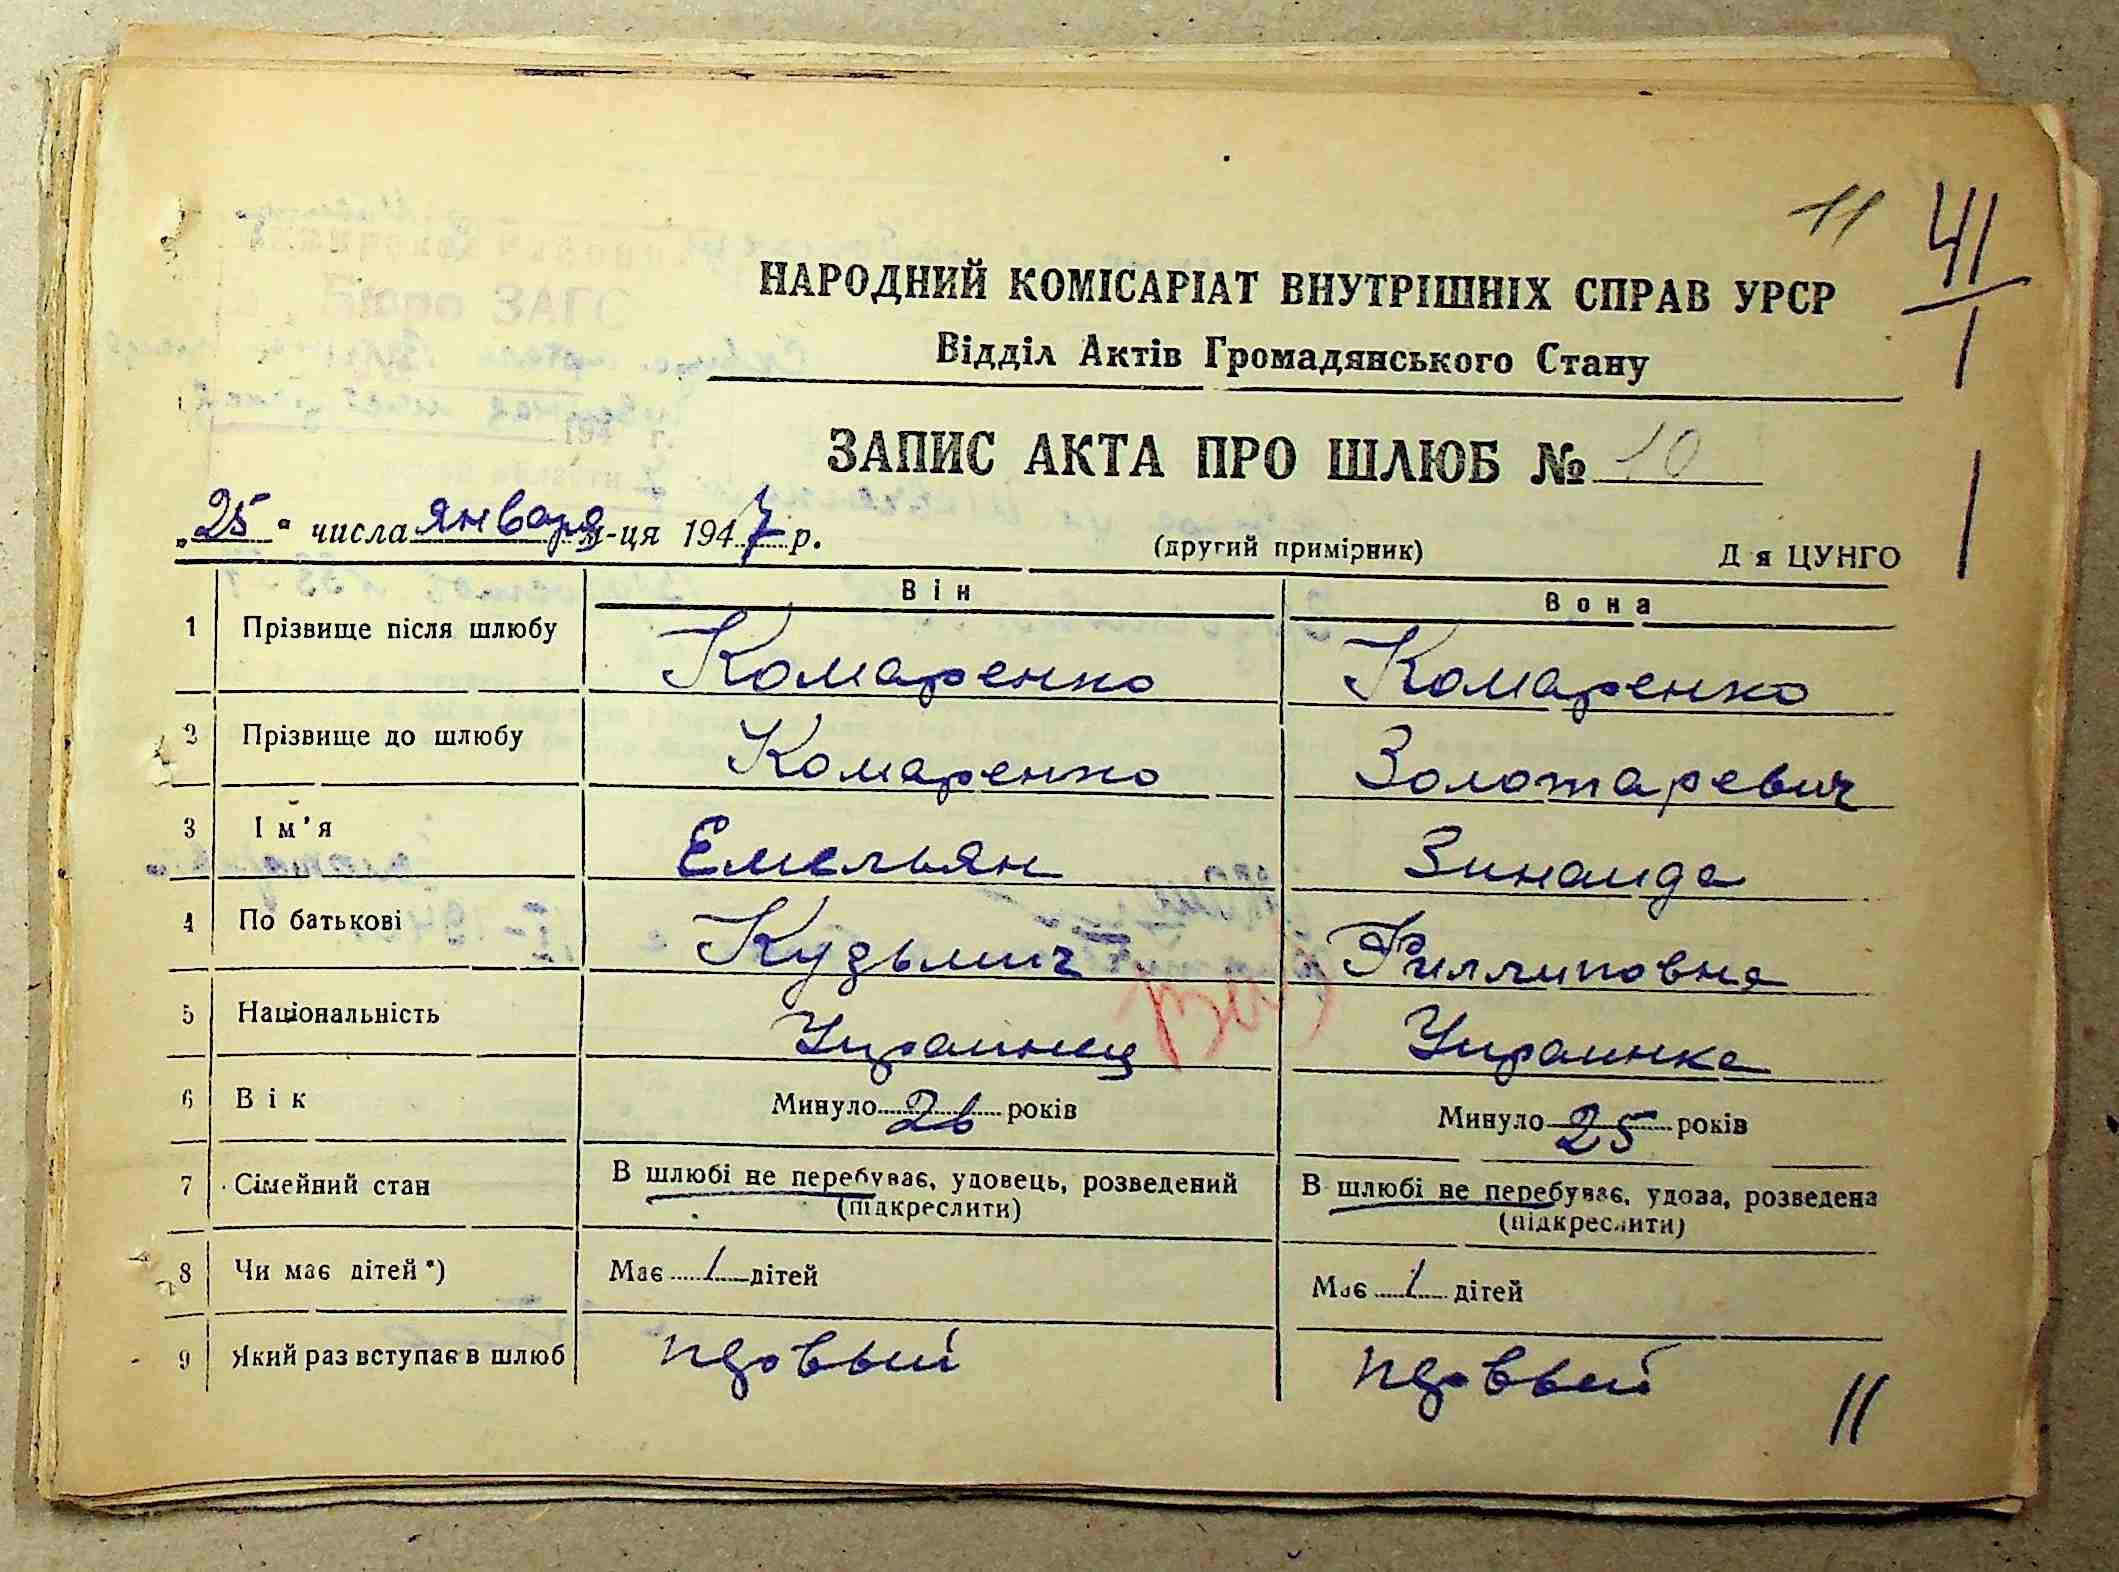 11
41
НАРОДНИЙ КОМІСАРІАТ ВНУТРІШНІХ СПРАВ УРСР
Відділ Актів Громадянського Стану
ЗАПИС АКТА ПРО ШЛЮБ № 10
„25“ числа января м-ця 1947 р.
(другий примірник)
Д я ЦУНГО
Він
Вона
1 Прізвище після шлюбу Комаренко Комаренко
2 Прізвище до шлюбу Комаренко Золотаревич
3 Ім'я Емельян Зинаида
4 По батькові Кузьмич Филлиповна
5 Національність Украинец Украинка
6 Вік Минуло 26 років Минуло 25 років
7 Сімейний стан В шлюбі не перебуває, удовець, розведений В шлюбі не перебуває, удова, розведена
(підкреслити) (підкреслити)
8 Чи має дітей*) Має 1 дітей Має 1 дітей
9 Який раз вступає в шлюб первый первый
11